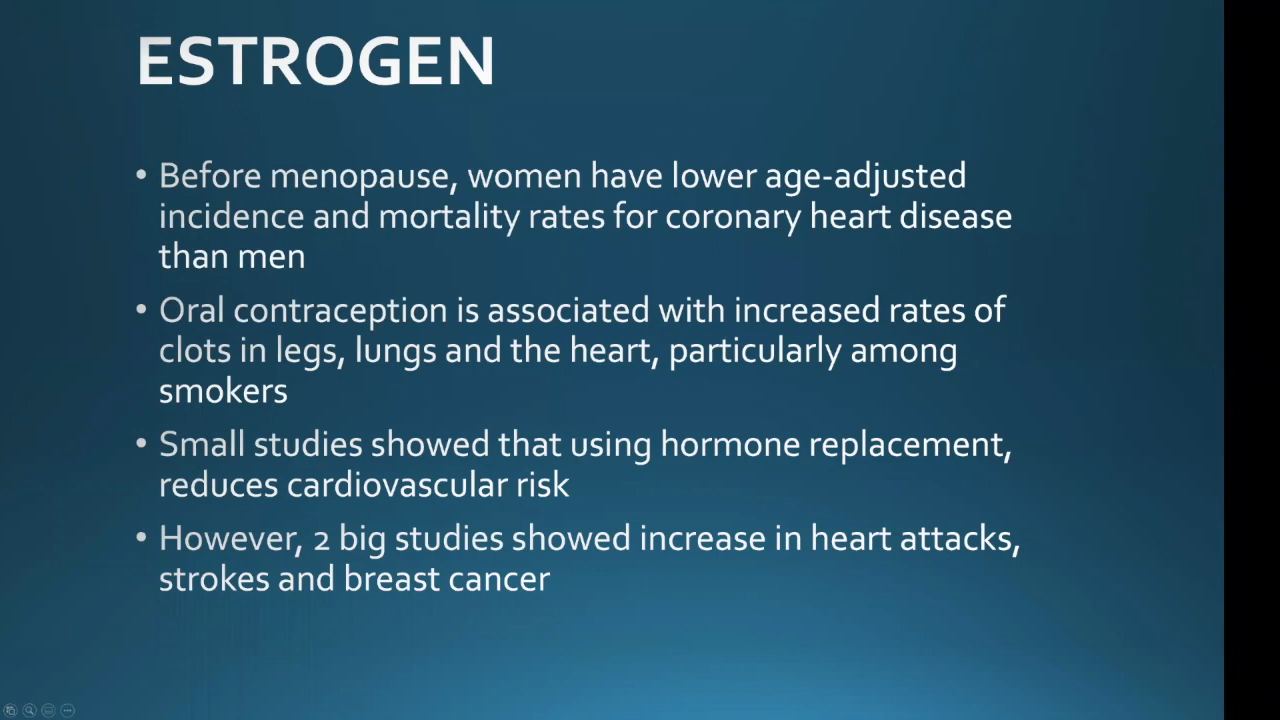 ESTROGEN
• Before menopause, women have lower age-adjusted
incidence and mortality rates for coronary heart disease
than men
• Oral contraception is associated with increased rates of
clots in legs, lungs and the heart, particularly among
smokers
• Small studies showed that using hormone replacement,
reduces cardiovascular risk
• However, 2 big studies showed increase in heart attacks,
strokes and breast cancer